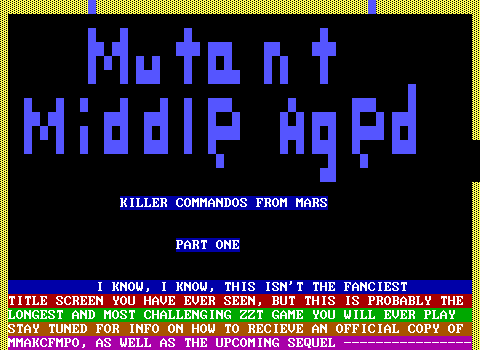 Mutant
Middle Aged
KILLER COMMANDOS FROM MARS
PART ONE
I KNOW, I KNOW, THIS ISN'T THE FANCIEST
TITLE SCREEN YOU HAVE EVER SEEN, BUT THIS IS PROBABLY THE
LONGEST AND MOST CHALLENGING ZZT GAME YOU WILL EVER PLAY
STAY TUNED FOR INFO ON HOW TO RECIEVE AN OFFICIAL COPY OF
MMAKCFMPO, AS WELL AS THE UPCOMING SEQUEL ----------------